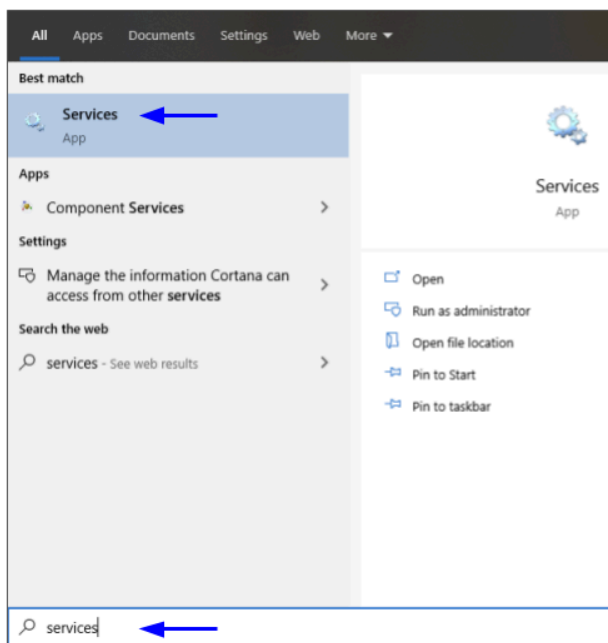 All Apps Documents Settings Web More
Best match
Services
App
Apps
Component Services
Settings
Manage the information Cortana can
access from other services
Search the web
services - See web results
Services
App
Open
Run as administrator
Open file location
Pin to Start
Pin to taskbar
services